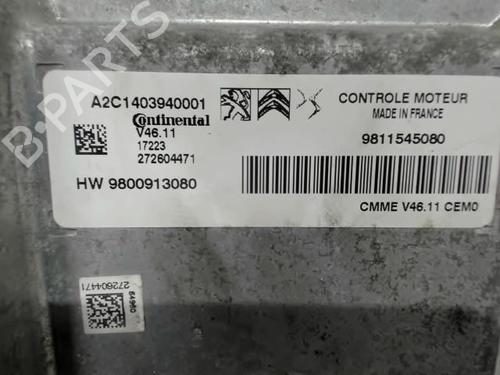 A2C1403940001
Continental
V46.11
17223
272604471
HW 9800913080
CONTROLE MOTEUR
MADE IN FRANCE
9811545080
CMME V46.11 CEM0
272604471
B-PARTS